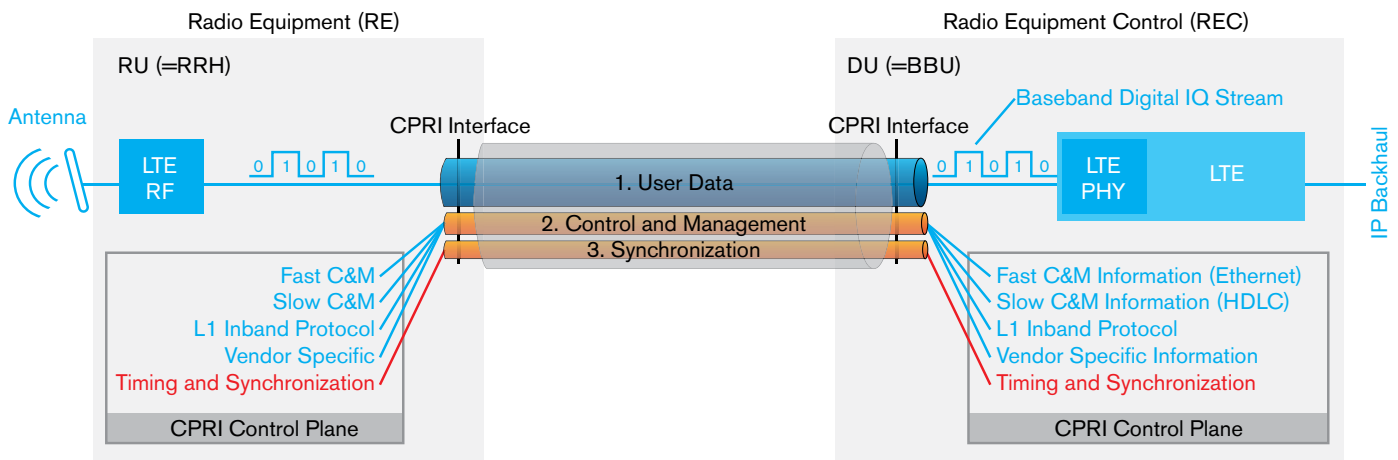 Radio Equipment (RE)
Radio Equipment Control (REC)
RU (=RRH)
DU (=BBU)
Baseband Digital IQ Stream
Antenna
CPRI Interface
CPRI Interface
LTE
RF
0 1 0 1 0
1. User Data
0 1 0 1 0
LTE
PHY
LTE
IP Backhaul
2. Control and Management
3. Synchronization
Fast C&M
Slow C&M
L1 Inband Protocol
Vendor Specific
Timing and Synchronization
CPRI Control Plane
Fast C&M Information (Ethernet)
Slow C&M Information (HDLC)
L1 Inband Protocol
Vendor Specific Information
Timing and Synchronization
CPRI Control Plane